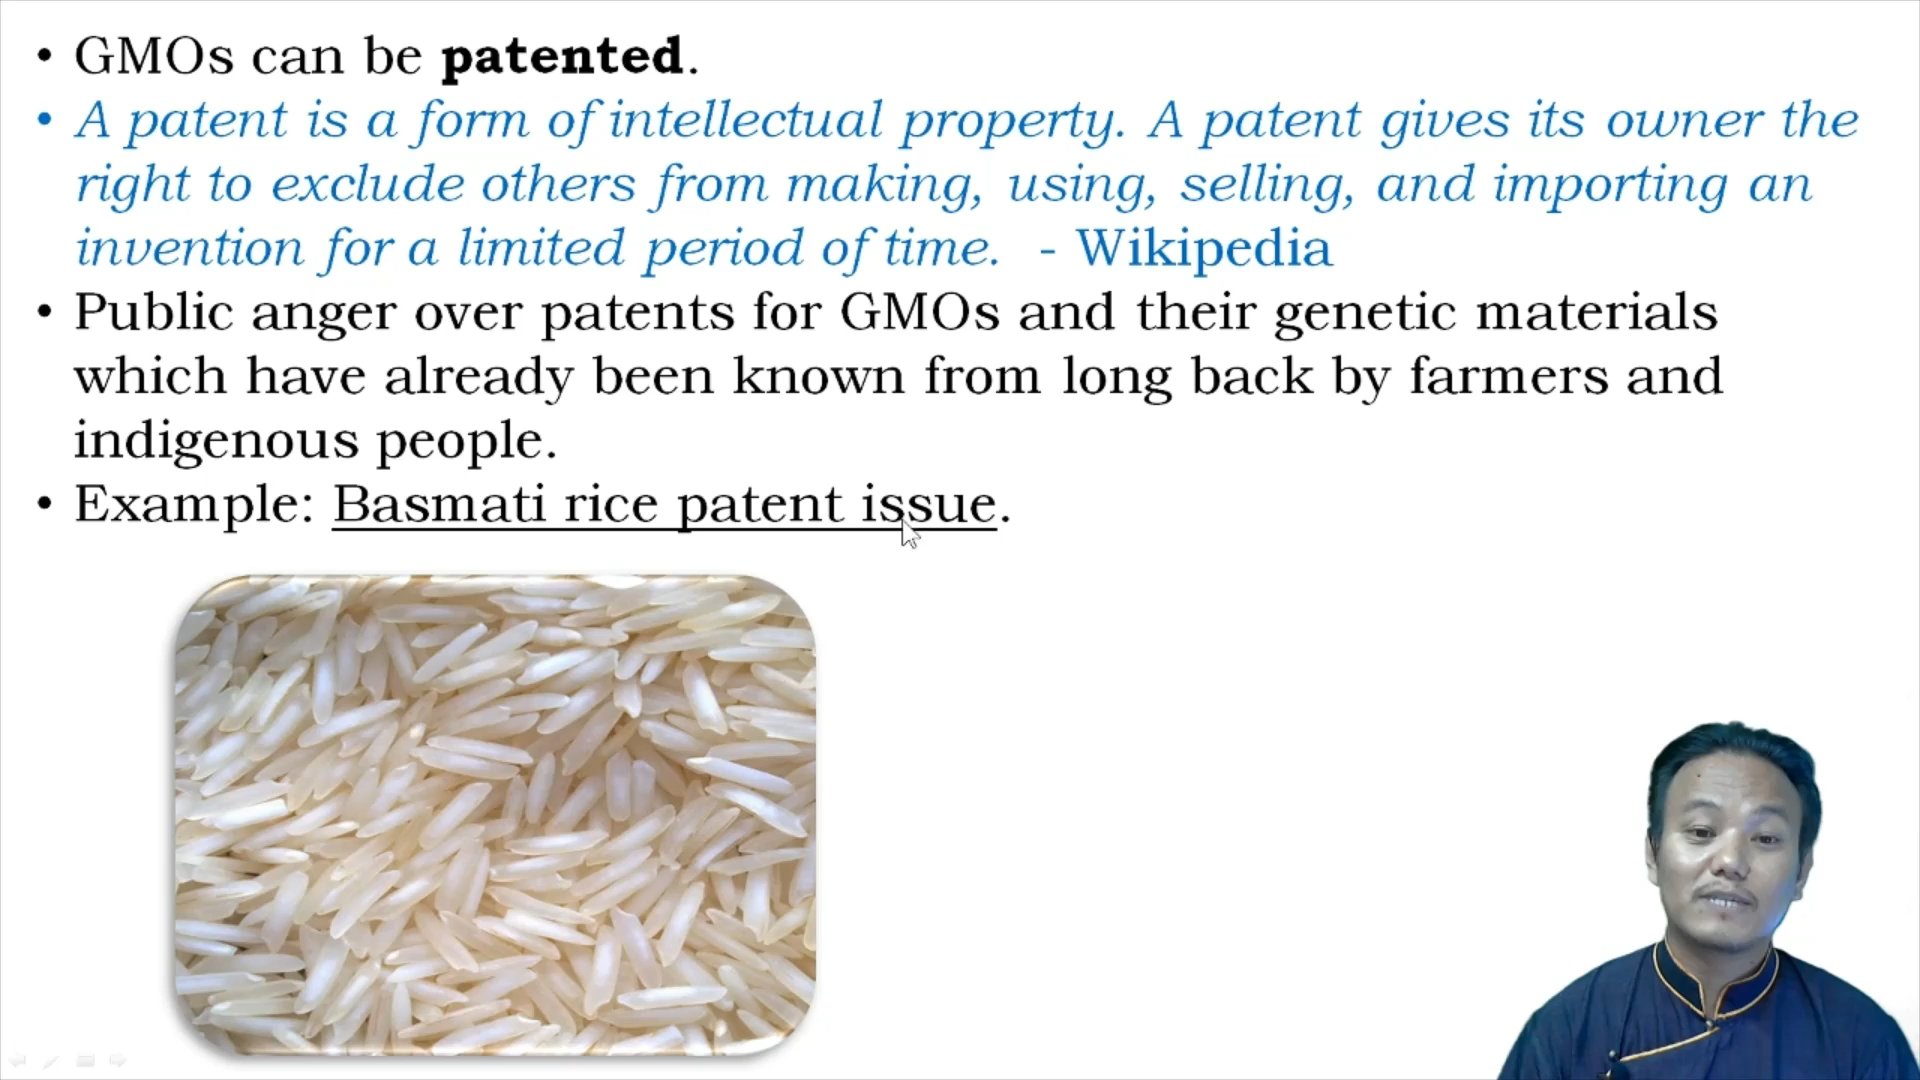 • GMOs can be patented.
• A patent is a form of intellectual property. A patent gives its owner the
right to exclude others from making, using, selling, and importing an
invention for a limited period of time. - Wikipedia
• Public anger over patents for GMOs and their genetic materials
which have already been known from long back by farmers and
indigenous people.
• Example: Basmati rice patent issue.